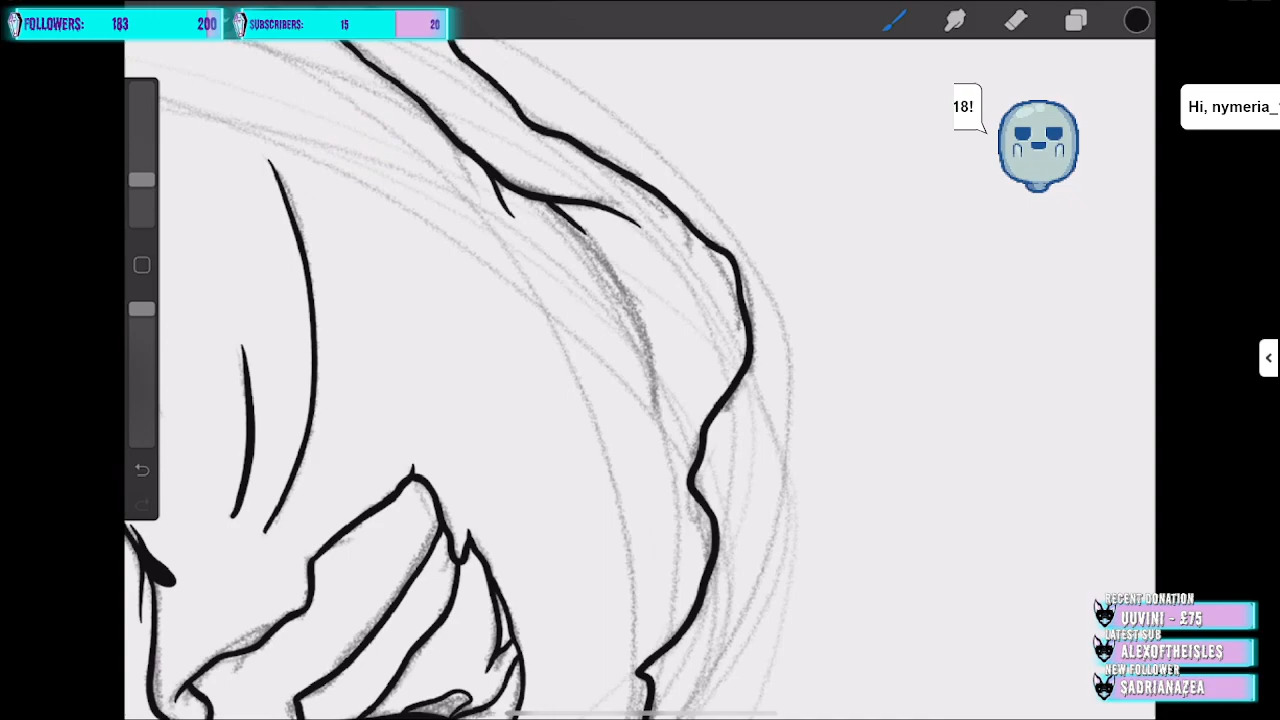 FOLLOWERS: 183 200
SUBSCRIBERS: 15 20
18!
Hi, nymeria_
RECENT DONATION
UUVINI - £75
LATEST SUB
ALEXOFTHEISLES
NEW FOLLOWER
SADRIANAZEA